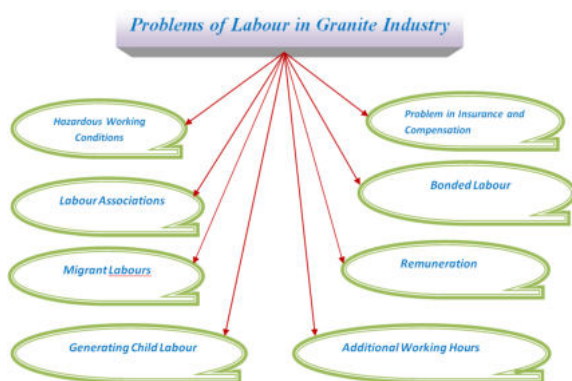 Problems of Labour in Granite Industry
Hazardous Working
Conditions
Problem in Insurance and
Compensation
Labour Associations
Bonded Labour
Migrant Labours
Remuneration
Generating Child Labour
Additional Working Hours